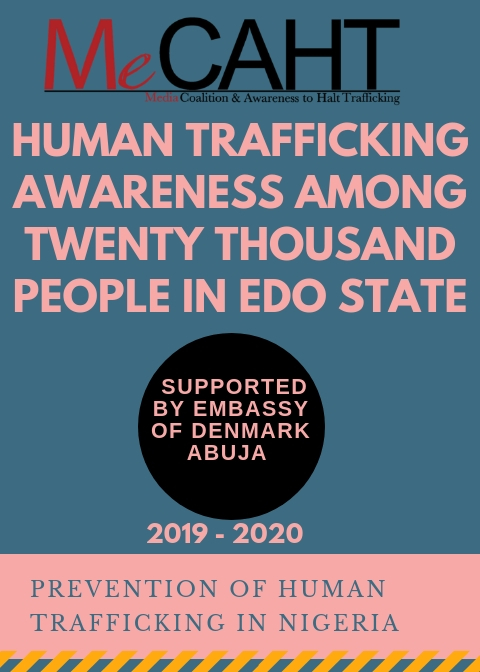 MeCAHT
Media Coalition & Awareness to Halt Trafficking
HUMAN TRAFFICKING
AWARENESS AMONG
TWENTY THOUSAND
PEOPLE IN EDO STATE
SUPPORTED
BY EMBASSY
OF DENMARK
ABUJA
2019 - 2020
PREVENTION OF HUMAN
TRAFFICKING IN NIGERIA